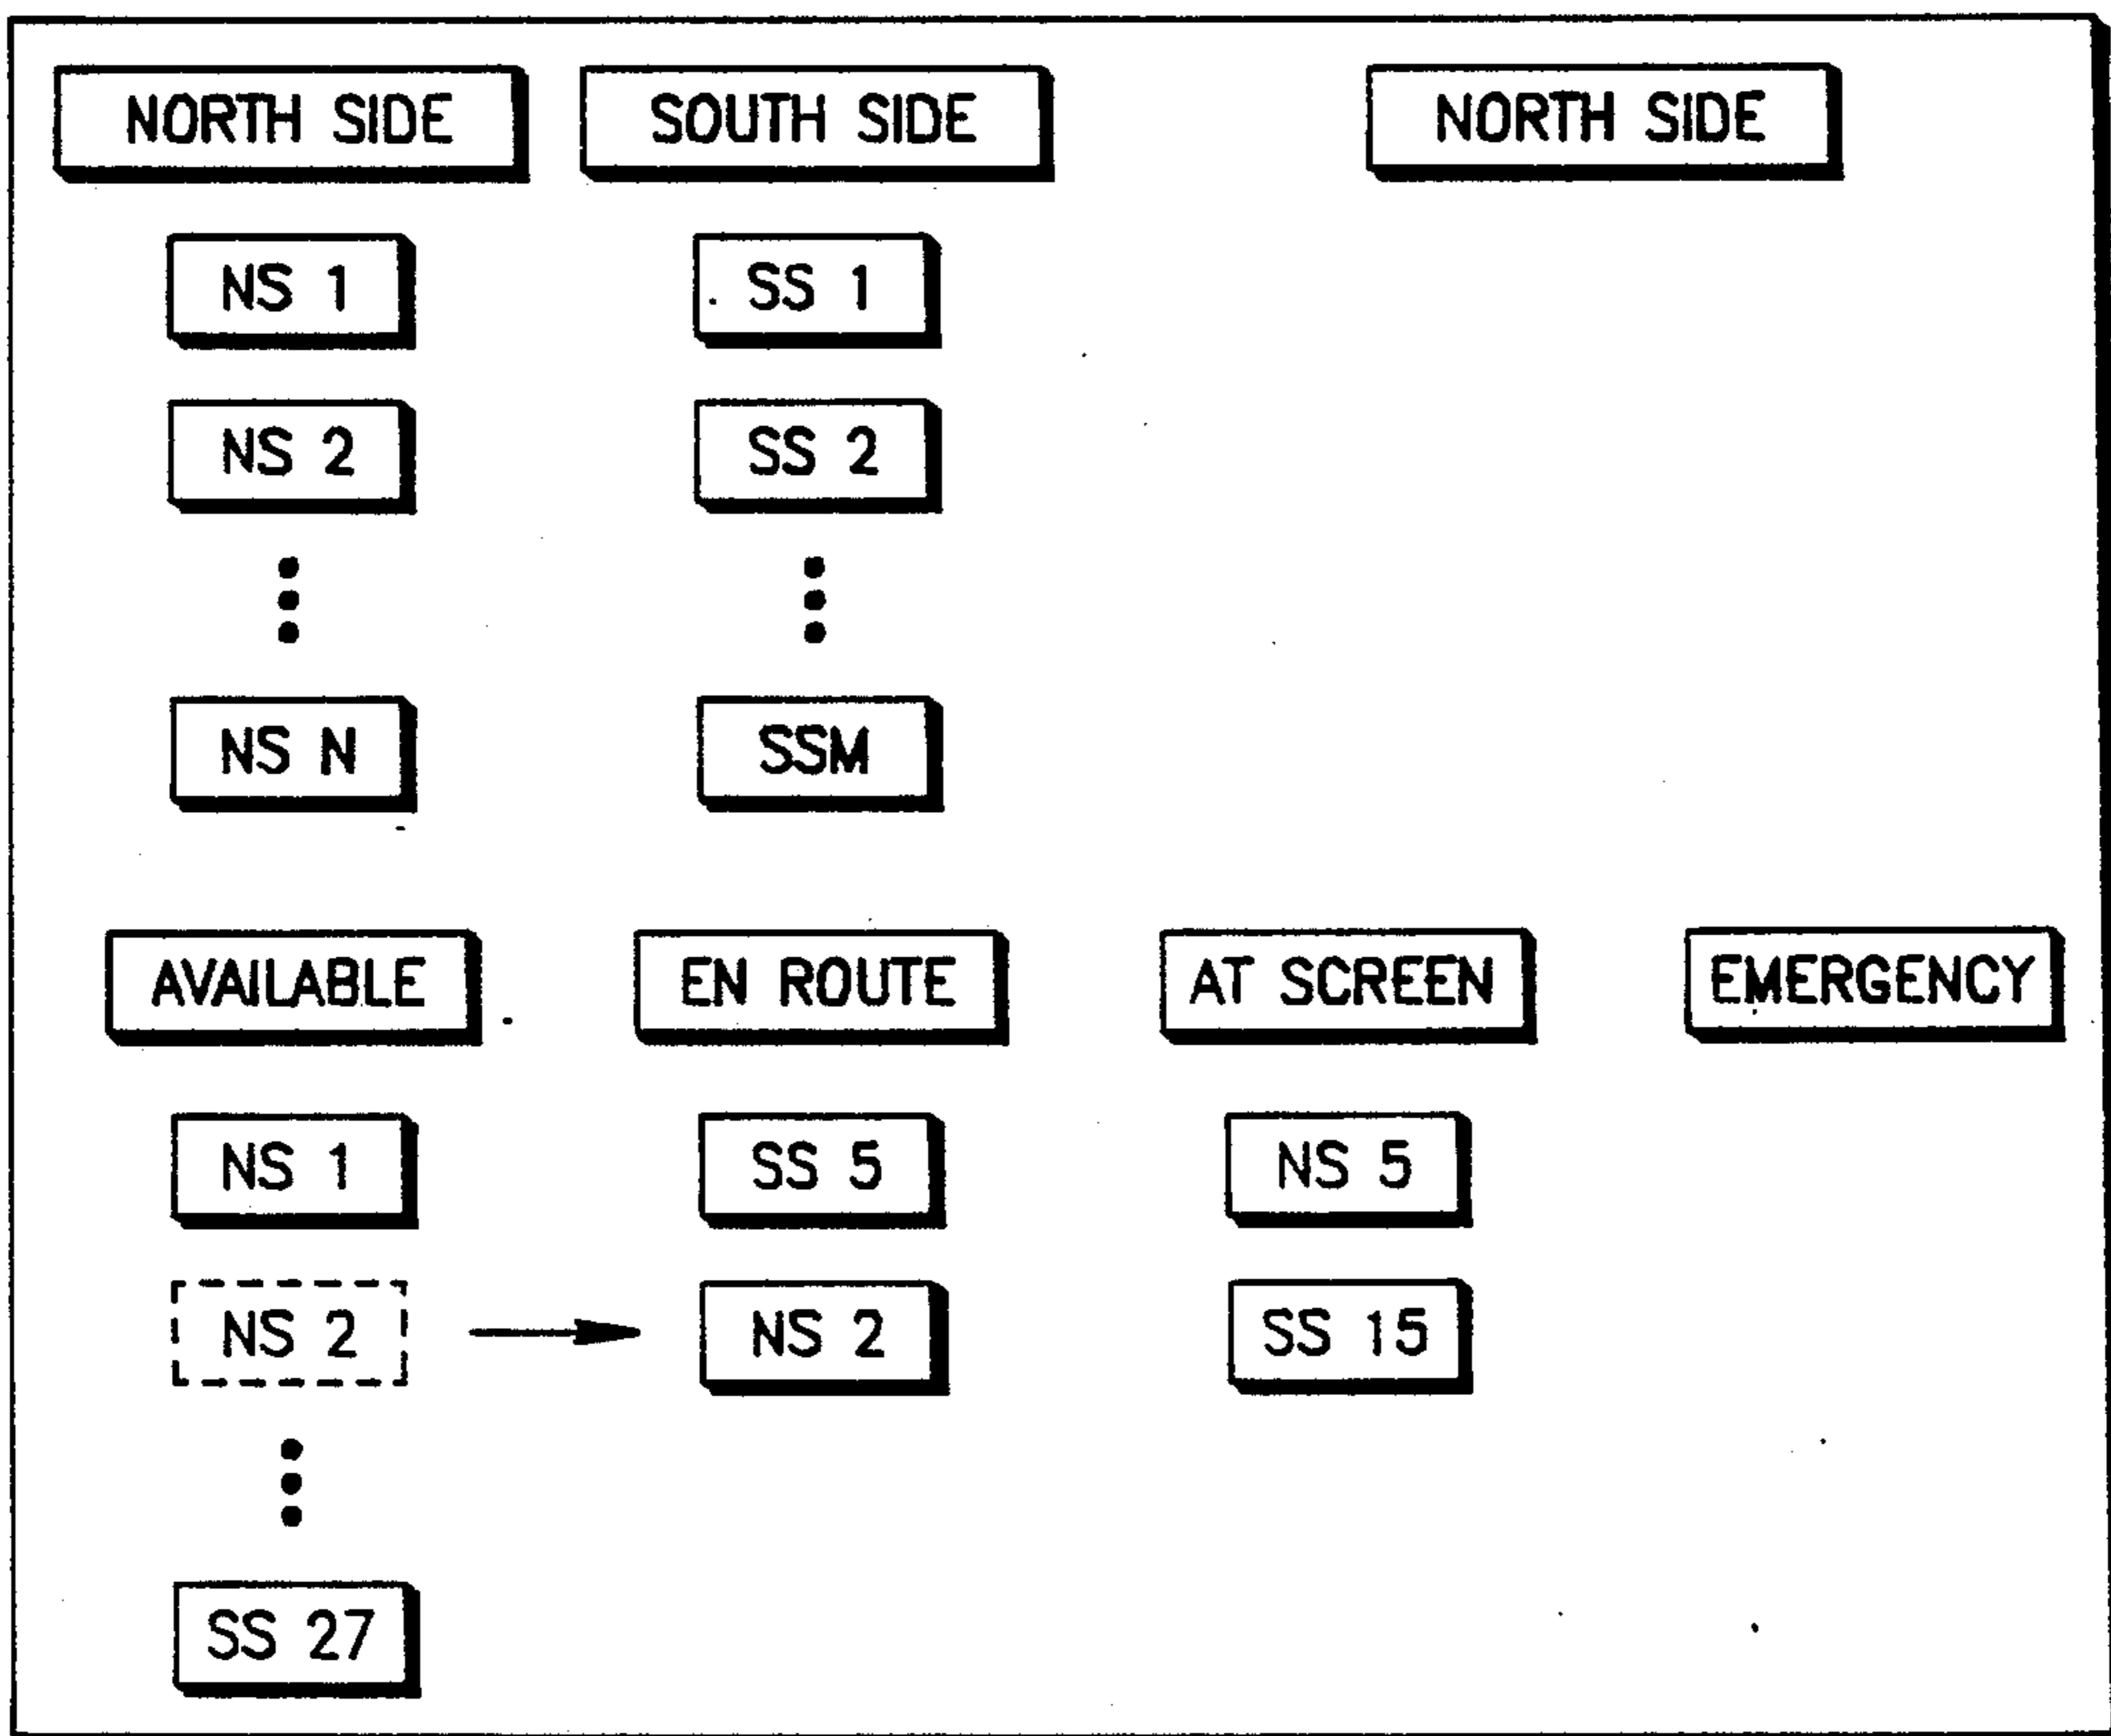 NORTH SIDE SOUTH SIDE NORTH SIDE
NS 1 SS 1
NS 2 SS 2
NS N SSM
AVAILABLE EN ROUTE AT SCREEN EMERGENCY
NS 1 SS 5 NS 5
NS 2 NS 2 SS 15
SS 27